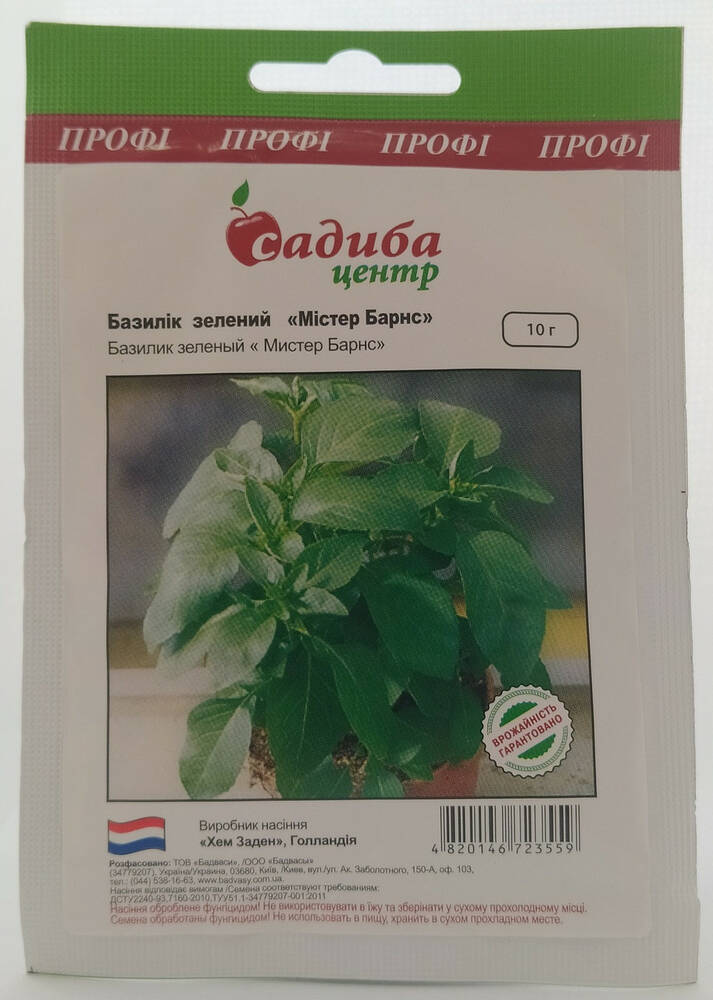 ПРОФІ ПРОФІ ПРОФІ ПРОФІ
садиба
центр
Базилік зелений «Містер Барнс»
Базилик зеленый « Мистер Барнс»
10 г
ВРОЖАЙНІСТЬ
ГАРАНТОВАНО
Виробник насіння
«Хем Заден», Голландія
4 820146 723559
Розфасовано: ТОВ «Бадваси», /ООО «Бадвасы»
(34779207), Україна/Украина, 03680, Київ, /Киев, вул./ул. Ак. Заболотного, 150-А, оф. 103,
тел.: (044) 538-16-63, www.badvasy.com.ua
Насіння відповідає вимогам /Семена соответствуют требованиям:
ДСТУ2240-93,7160-2010,ТУУ51.1-34779207-001:2011
Насіння оброблене фунгіцидом! Не використовувати в їжу та зберінати у сухому прохолодному місці.
Семена обработаны фунгицидом! Не использовать в пищу, хранить в сухом прохладном месте.